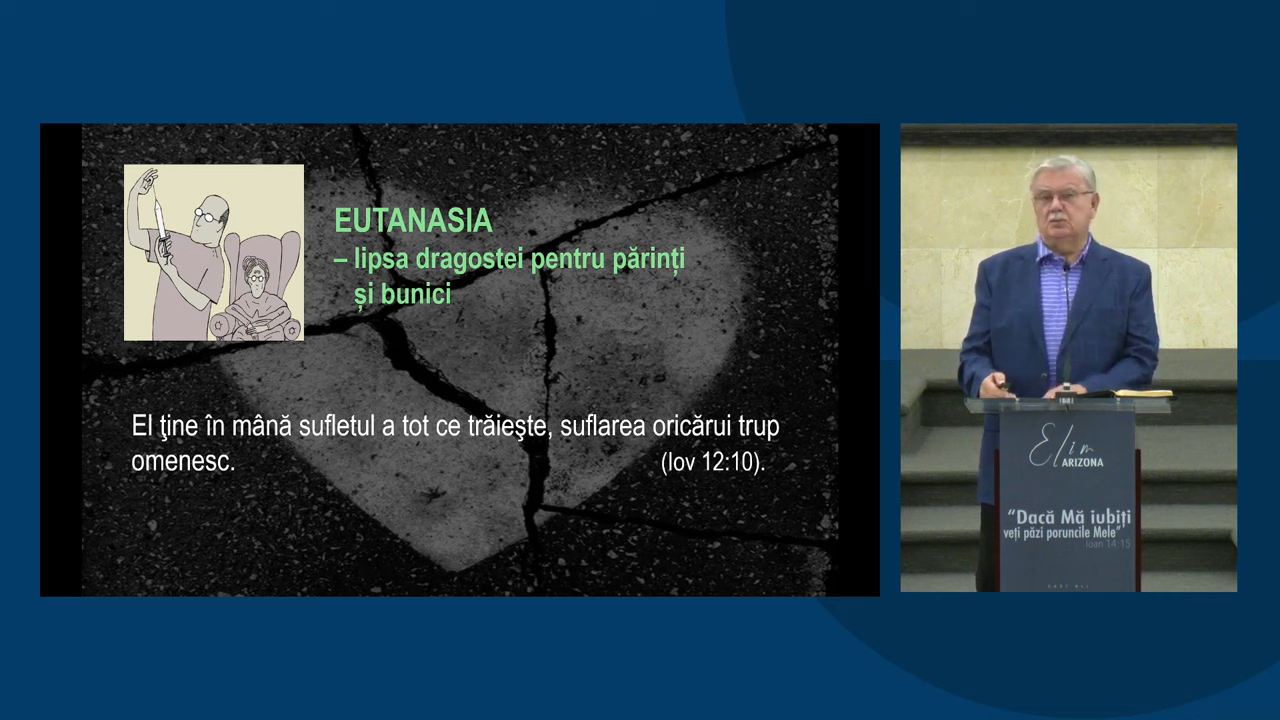 EUTANASIA
– lipsa dragostei pentru părinți
și bunici
El ţine în mână sufletul a tot ce trăieşte, suflarea oricărui trup
omenesc. (Iov 12:10).
Elim
ARIZONA
“Dacă Mă iubiți
veți păzi poruncile Mele”
Ioan 14:15